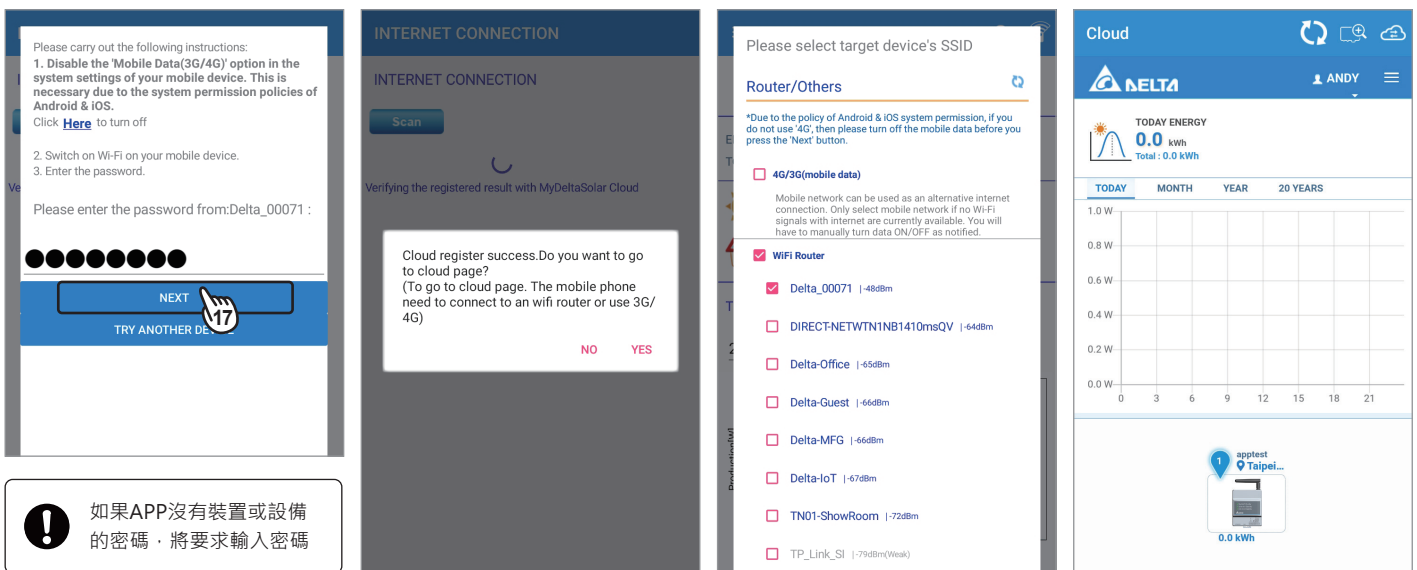 Please carry out the following instructions:
1. Disable the 'Mobile Data(3G/4G)' option in the
system settings of your mobile device. This is
necessary due to the system permission policies of
Android & iOS.
Click Here to turn off
2. Switch on Wi-Fi on your mobile device.
3. Enter the password.
Please enter the password from:Delta_00071 :
NEXT
17
TRY ANOTHER DE
如果APP沒有裝置或設備
的密碼，將要求輸入密碼
INTERNET CONNECTION
INTERNET CONNECTION
Scan
Verifying the registered result with MyDeltaSolar Cloud
Cloud register success.Do you want to go
to cloud page?
(To go to cloud page. The mobile phone
need to connect to an wifi router or use 3G/
4G)
NO YES
Please select target device's SSID
Router/Others
*Due to the policy of Android & iOS system permission, if you
do not use '4G', then please turn off the mobile data before you
press the 'Next' button.
4G/3G(mobile data)
Mobile network can be used as an alternative internet
connection. Only select mobile network if no Wi-Fi
signals with internet are currently available. You will
have to manually turn data ON/OFF as notified.
WiFi Router
Delta_00071 |-48dBm
DIRECT-NETWTN1NB1410msQV |-64dBm
Delta-Office |-65dBm
Delta-Guest |-66dBm
Delta-MFG |-66dBm
Delta-IoT |-67dBm
TN01-ShowRoom |-72dBm
TP_Link_SI |-79dBm(Weak)
Production[W]
Cloud
DELTA
ANDY
TODAY ENERGY
0.0 kWh
Total : 0.0 kWh
TODAY MONTH YEAR 20 YEARS
1.0 W
0.8 W
0.6 W
0.4 W
0.2 W
0.0 W
0 3 6 9 12 15 18 21
1
apptest
Taipei...
0.0 kWh